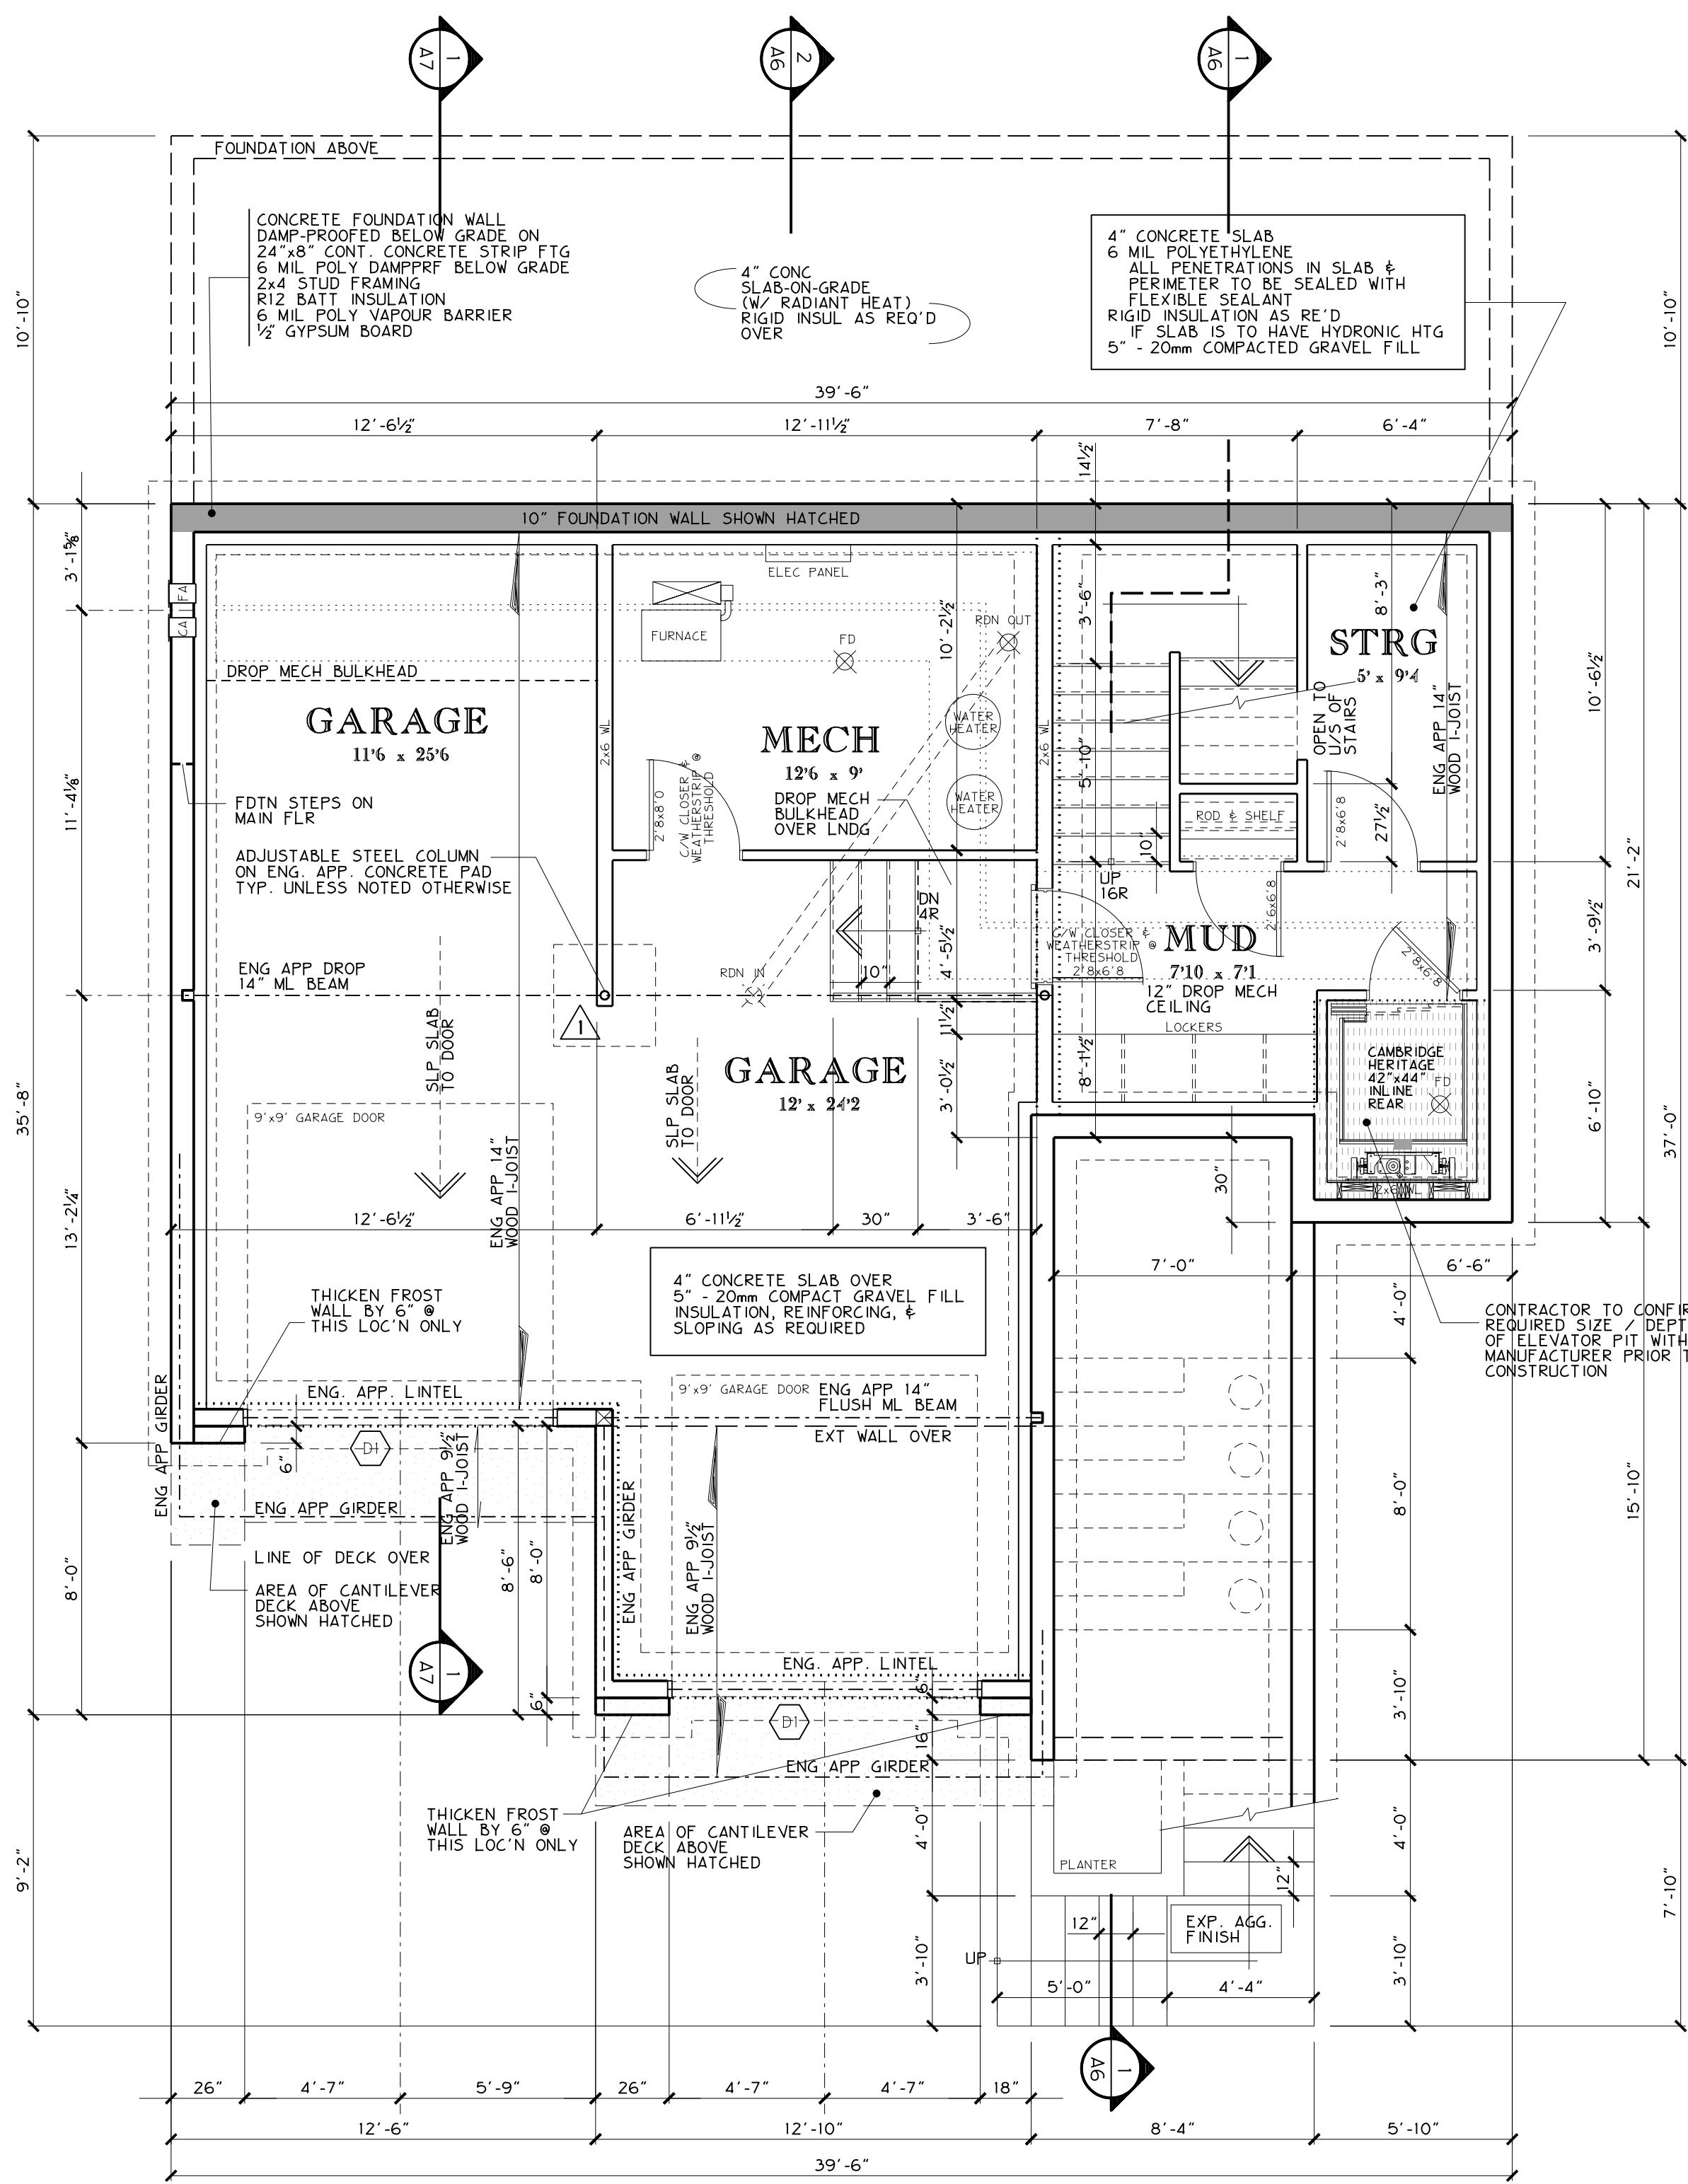 1
A7
2
A6
1
A6
FOUNDATION ABOVE
CONCRETE FOUNDATION WALL
DAMP-PROOFED BELOW GRADE ON
24"x8" CONT. CONCRETE STRIP FTG
6 MIL POLY DAMPPRF BELOW GRADE
2x4 STUD FRAMING
R12 BATT INSULATION
6 MIL POLY VAPOUR BARRIER
½" GYPSUM BOARD
4" CONC
SLAB-ON-GRADE
(W/ RADIANT HEAT)
RIGID INSUL AS REQ'D
OVER
4" CONCRETE SLAB
6 MIL POLYETHYLENE
ALL PENETRATIONS IN SLAB &
PERIMETER TO BE SEALED WITH
FLEXIBLE SEALANT
RIGID INSULATION AS RE'D
IF SLAB IS TO HAVE HYDRONIC HTG
5" - 20mm COMPACTED GRAVEL FILL
10'-10"
10'-10"
39'-6"
12'-6½"
12'-11½"
7'-8"
6'-4"
14½"
10" FOUNDATION WALL SHOWN HATCHED
3'-1⅝"
FA
CA
ELEC PANEL
FURNACE
FD
RDN OUT
10'-2½"
3'-6"
8'-3"
STRG
5' x 9'4
OPEN TO
U/S OF
STAIRS
ENG APP 14"
WOOD I-JOIST
10'-6½"
DROP MECH BULKHEAD
GARAGE
11'6 x 25'6
2x6 WL
MECH
12'6 x 9'
WATER
HEATER
WATER
HEATER
2x6 WL
5'-10"
DROP MECH
BULKHEAD
OVER LNDG
2'8x8'0
C/W CLOSER &
WEATHERSTRIP @
THRESHOLD
ROD & SHELF
2'8x6'8
27½"
10"
11'-4⅛"
FDTN STEPS ON
MAIN FLR
ADJUSTABLE STEEL COLUMN
ON ENG. APP. CONCRETE PAD
TYP. UNLESS NOTED OTHERWISE
UP
16R
DN
4R
2'6x6'8
21'-2"
3'-9½"
4'-5½"
C/W CLOSER &
WEATHERSTRIP @
THRESHOLD
2'8x6'8
MUD
7'10 x 7'1
12" DROP MECH
CEILING
2'8x6'8
ENG APP DROP
14" ML BEAM
RDN IN
10"
1
11½"
LOCKERS
SLP SLAB
TO DOOR
SLP SLAB
TO DOOR
GARAGE
12' x 24'2
3'-0½"
8'-1½"
CAMBRIDGE
HERITAGE
42"x44"
INLINE
REAR
FD
2x6 WL
6'-10"
35'-8"
37'-0"
9'x9' GARAGE DOOR
ENG APP 14"
WOOD I-JOIST
13'-2¼"
30"
12'-6½"
6'-11½"
30"
3'-6"
7'-0"
6'-6"
4" CONCRETE SLAB OVER
5" - 20mm COMPACT GRAVEL FILL
INSULATION, REINFORCING, &
SLOPING AS REQUIRED
THICKEN FROST
WALL BY 6" @
THIS LOC'N ONLY
4'-0"
CONTRACTOR TO CONFIR
REQUIRED SIZE / DEPT
OF ELEVATOR PIT WITH
MANUFACTURER PRIOR T
CONSTRUCTION
ENG. APP. LINTEL
9'x9' GARAGE DOOR
ENG APP 14"
FLUSH ML BEAM
EXT WALL OVER
ENG APP GIRDER
6"
D1
ENG APP 9½"
WOOD I-JOIST
ENG APP GIRDER
8'-0"
15'-10"
LINE OF DECK OVER
AREA OF CANTILEVER
DECK ABOVE
SHOWN HATCHED
8'-0"
8'-6"
8'-0"
ENG APP GIRDER
ENG APP 9½"
WOOD I-JOIST
1
A7
ENG. APP. LINTEL
6"
6"
D1
16"
3'-10"
ENG APP GIRDER
THICKEN FROST
WALL BY 6" @
THIS LOC'N ONLY
AREA OF CANTILEVER
DECK ABOVE
SHOWN HATCHED
9'-2"
4'-0"
4'-0"
7'-10"
PLANTER
12"
12"
EXP. AGG.
FINISH
UP
3'-10"
3'-10"
5'-0"
4'-4"
1
A6
26"
4'-7"
5'-9"
26"
4'-7"
4'-7"
18"
12'-6"
12'-10"
8'-4"
5'-10"
39'-6"